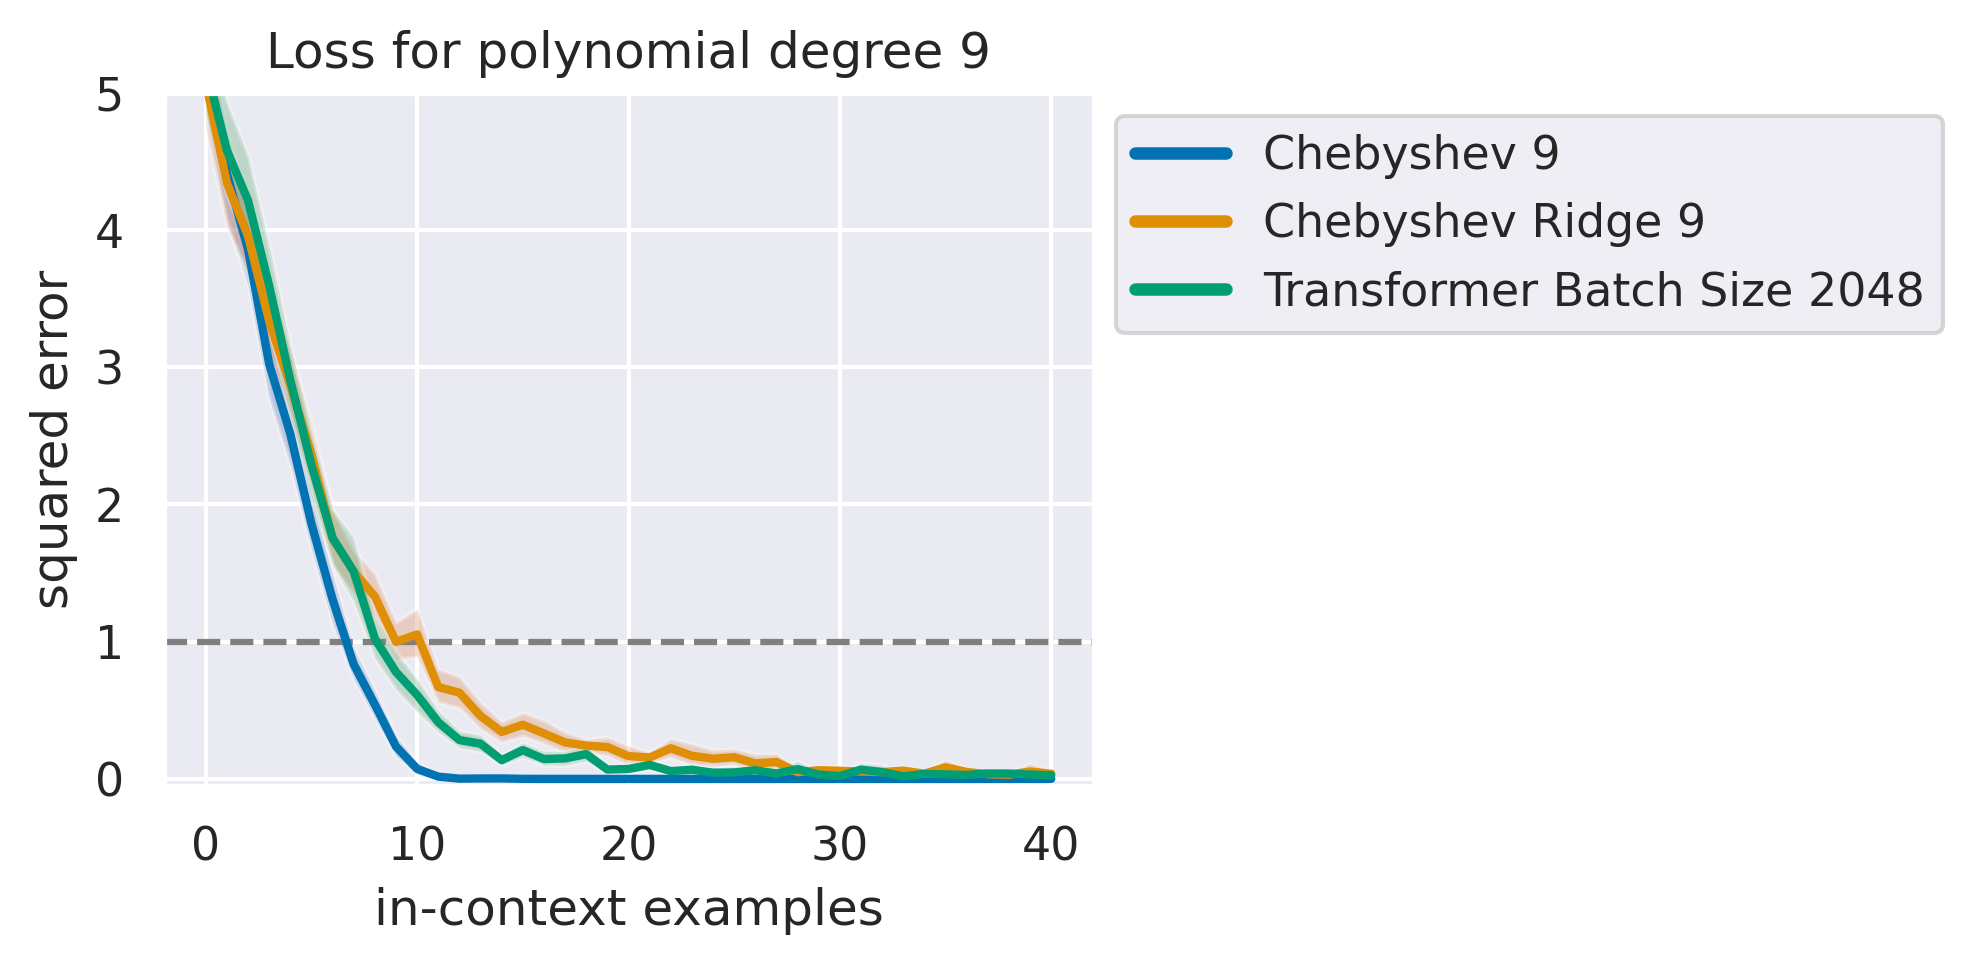 Loss for polynomial degree 9
5
4
3
2
1
0
squared error
0 10 20 30 40
in-context examples
Chebyshev 9
Chebyshev Ridge 9
Transformer Batch Size 2048